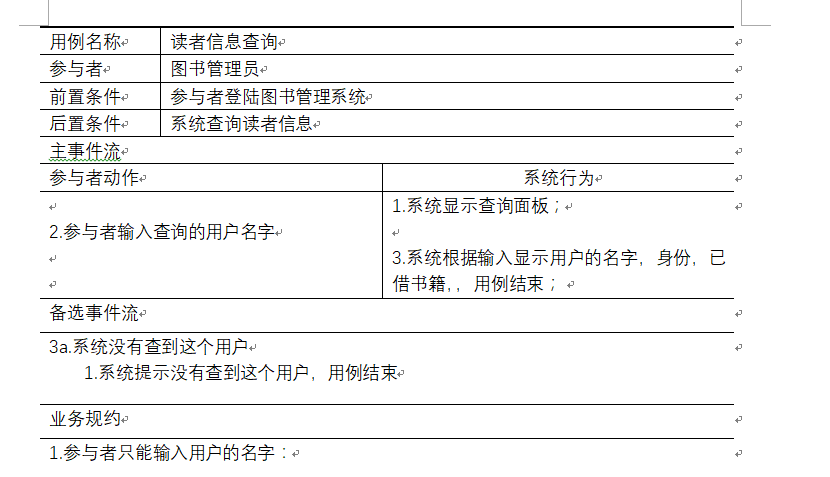 用例名称 读者信息查询
参与者 图书管理员
前置条件 参与者登陆图书管理系统
后置条件 系统查询读者信息
主事件流
参与者动作 系统行为
1.系统显示查询面板；
2.参与者输入查询的用户名字
3.系统根据输入显示用户的名字，身份，已
借书籍，，用例结束；
备选事件流
3a.系统没有查到这个用户
1.系统提示没有查到这个用户，用例结束
业务规约
1.参与者只能输入用户的名字：